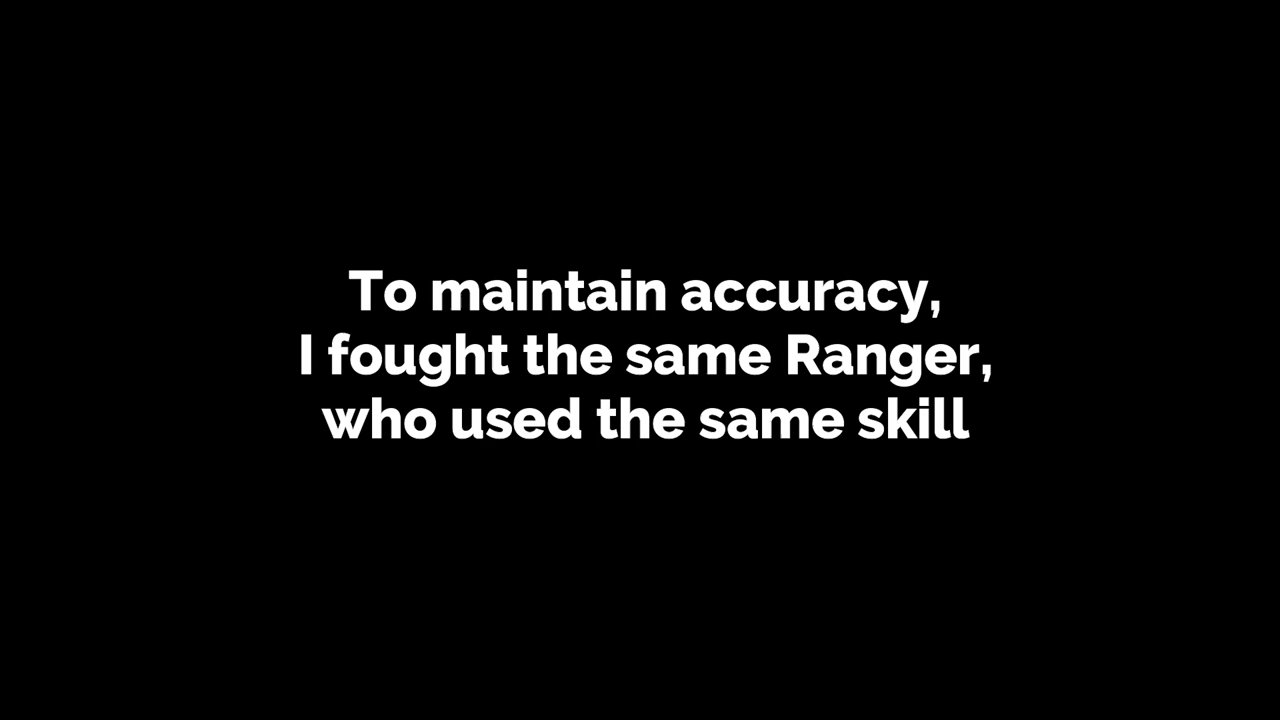 To maintain accuracy,
I fought the same Ranger,
who used the same skill